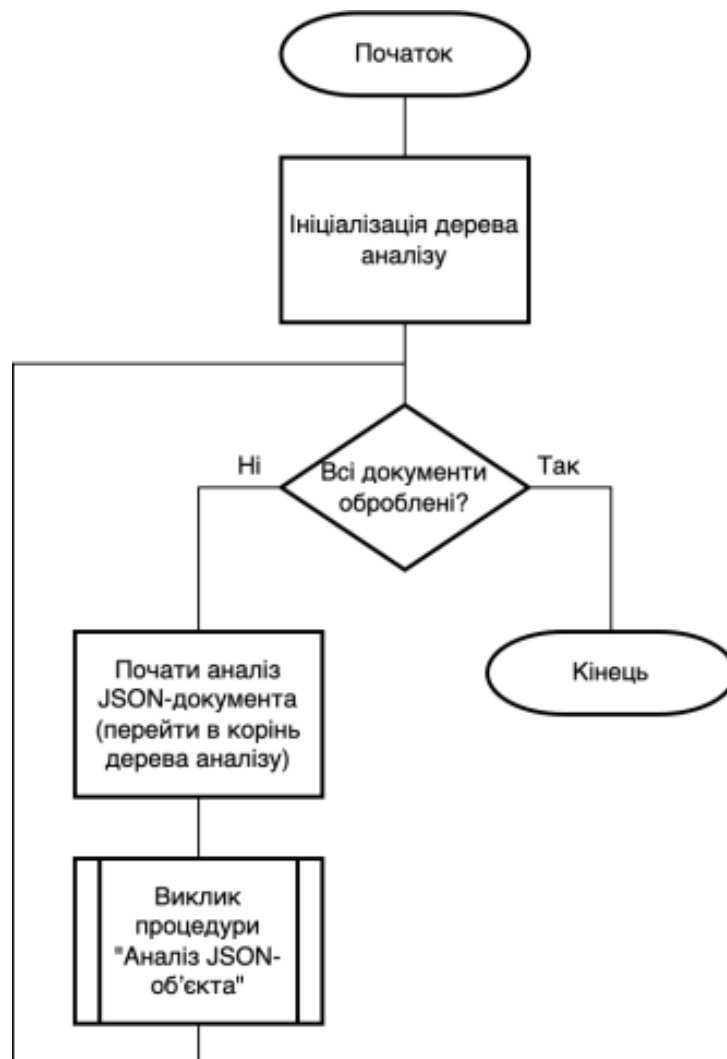 Початок
Ініціалізація дерева
аналізу
Всі документи
оброблені?
Ні
Так
Почати аналіз
JSON-документа
(перейти в корінь
дерева аналізу)
Кінець
Виклик
процедури
"Аналіз JSON-
об'єкта"